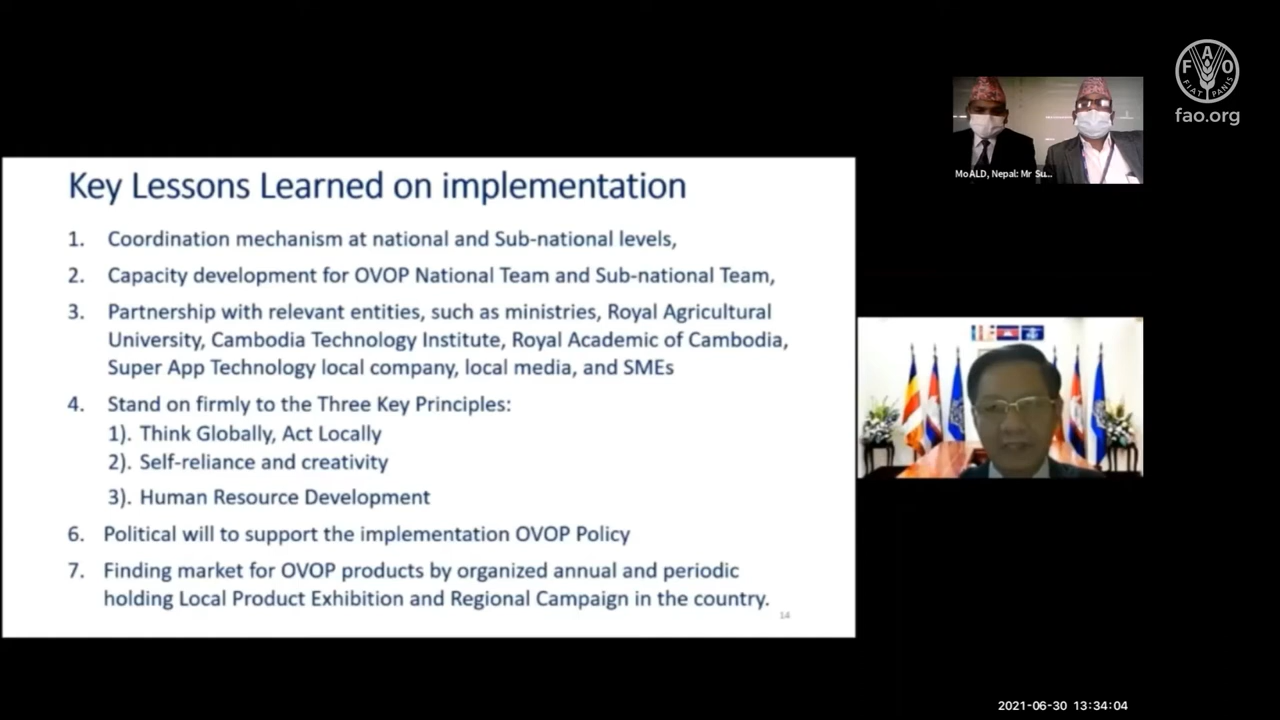 Key Lessons Learned on implementation
1. Coordination mechanism at national and Sub-national levels,
2. Capacity development for OVOP National Team and Sub-national Team,
3. Partnership with relevant entities, such as ministries, Royal Agricultural
University, Cambodia Technology Institute, Royal Academic of Cambodia,
Super App Technology local company, local media, and SMEs
4. Stand on firmly to the Three Key Principles:
1). Think Globally, Act Locally
2). Self-reliance and creativity
3). Human Resource Development
6. Political will to support the implementation OVOP Policy
7. Finding market for OVOP products by organized annual and periodic
holding Local Product Exhibition and Regional Campaign in the country.
14
MoALD, Nepal: Mr Su...
F A O
FIAT PANIS
fao.org
2021-06-30 13:34:04